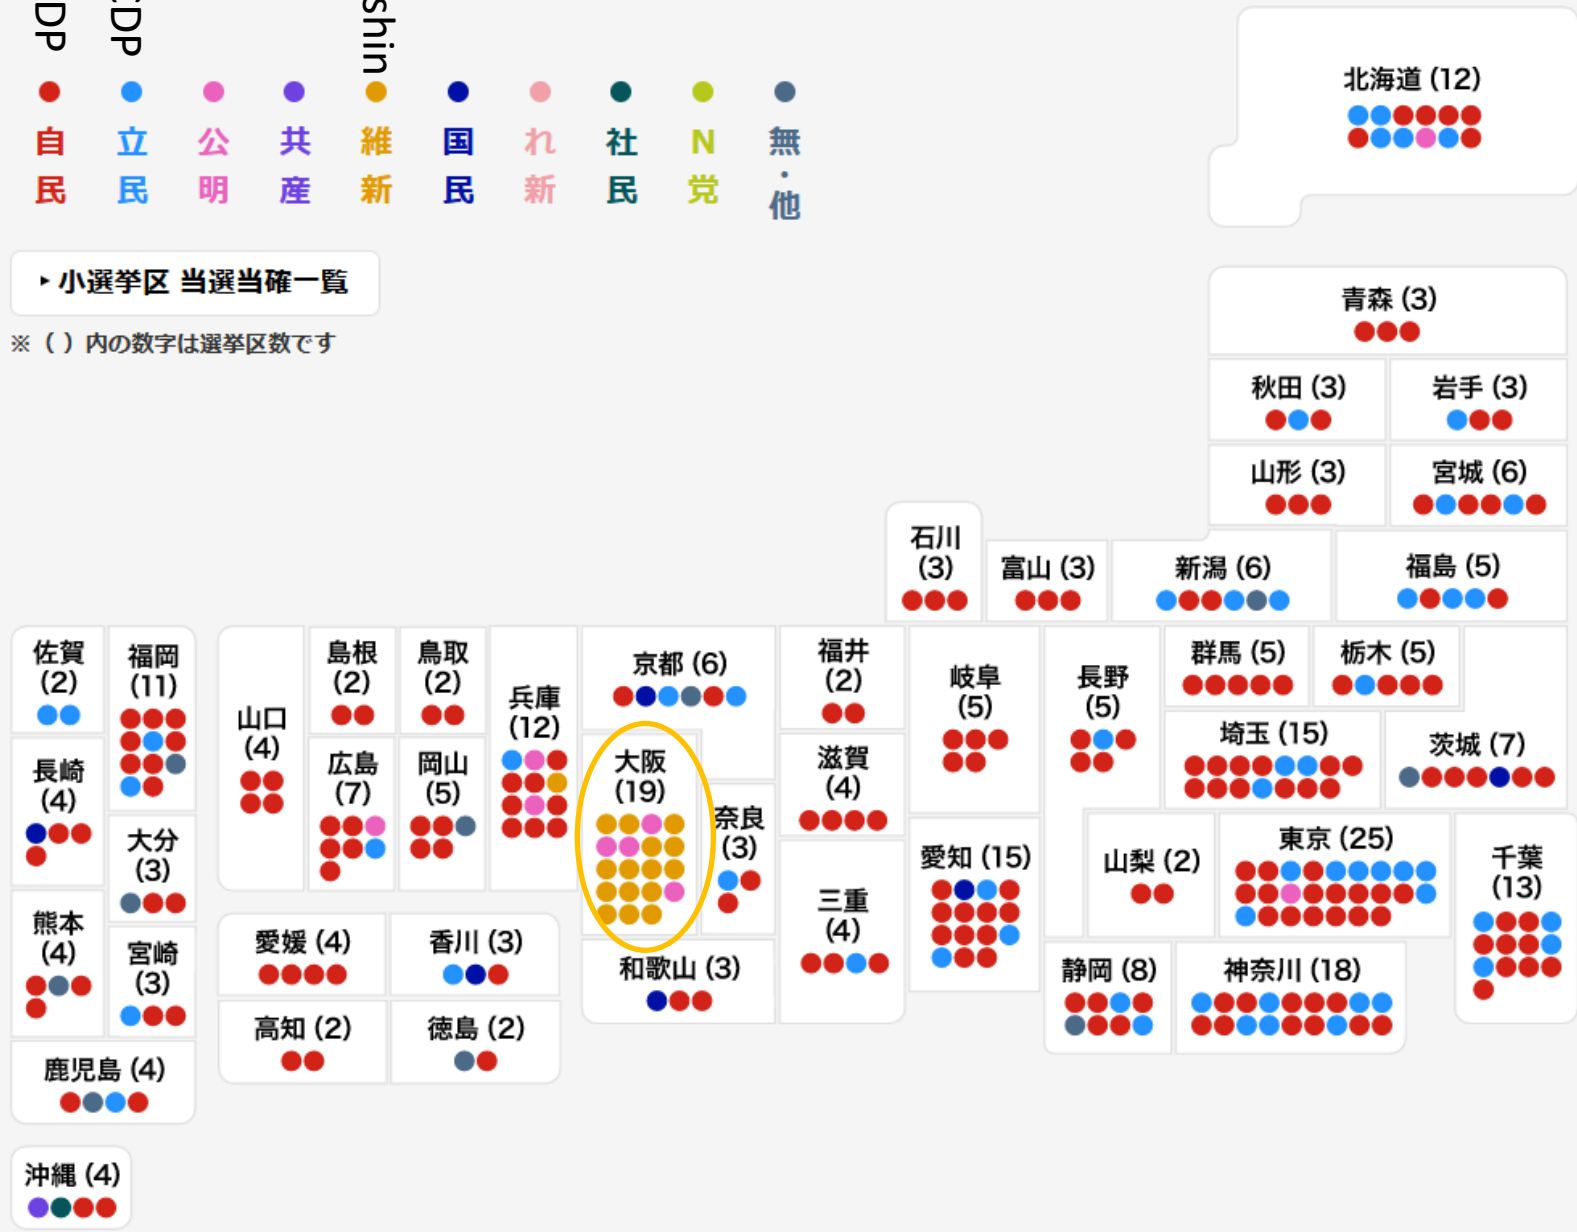 DP
CDP
shin
自民
立民
公明
共産
維新
国民
れ新
社民
N党
無・他
▸ 小選挙区 当選当確一覧
※（ ）内の数字は選挙区数です
北海道 (12)
青森 (3)
秋田 (3)
岩手 (3)
山形 (3)
宮城 (6)
石川
(3)
富山 (3)
新潟 (6)
福島 (5)
佐賀
(2)
福岡
(11)
山口
(4)
島根
(2)
鳥取
(2)
兵庫
(12)
京都 (6)
福井
(2)
岐阜
(5)
長野
(5)
群馬 (5)
栃木 (5)
長崎
(4)
広島
(7)
岡山
(5)
大阪
(19)
奈良
(3)
滋賀
(4)
埼玉 (15)
茨城 (7)
大分
(3)
愛知 (15)
山梨 (2)
東京 (25)
千葉
(13)
熊本
(4)
宮崎
(3)
愛媛 (4)
香川 (3)
和歌山 (3)
三重
(4)
静岡 (8)
神奈川 (18)
高知 (2)
徳島 (2)
鹿児島 (4)
沖縄 (4)